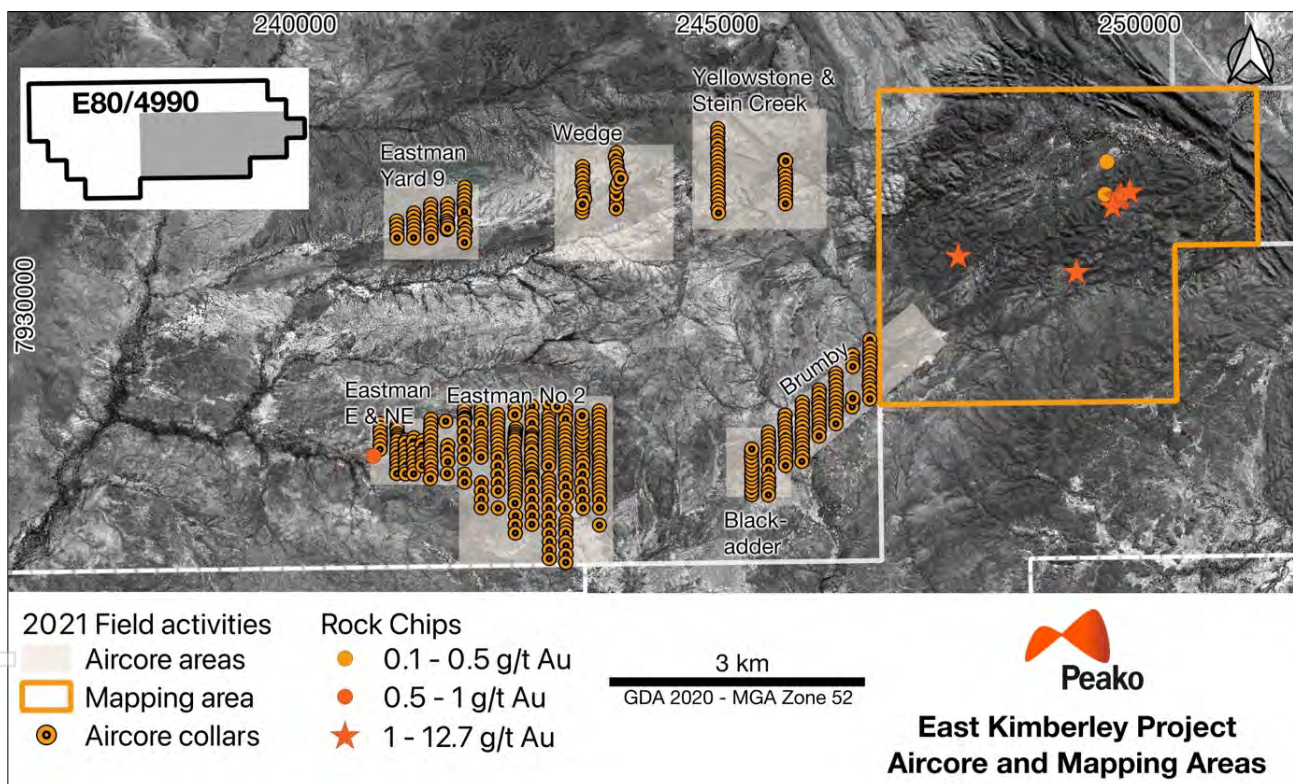 240000
245000
250000
7930000
E80/4990
Eastman
Yard 9
Wedge
Yellowstone &
Stein Creek
Eastman
E & NE
Eastman No 2
Brumby
Black-
adder
2021 Field activities
Aircore areas
Mapping area
Aircore collars
Rock Chips
0.1 - 0.5 g/t Au
0.5 - 1 g/t Au
1 - 12.7 g/t Au
3 km
GDA 2020 - MGA Zone 52
Peako
East Kimberley Project
Aircore and Mapping Areas